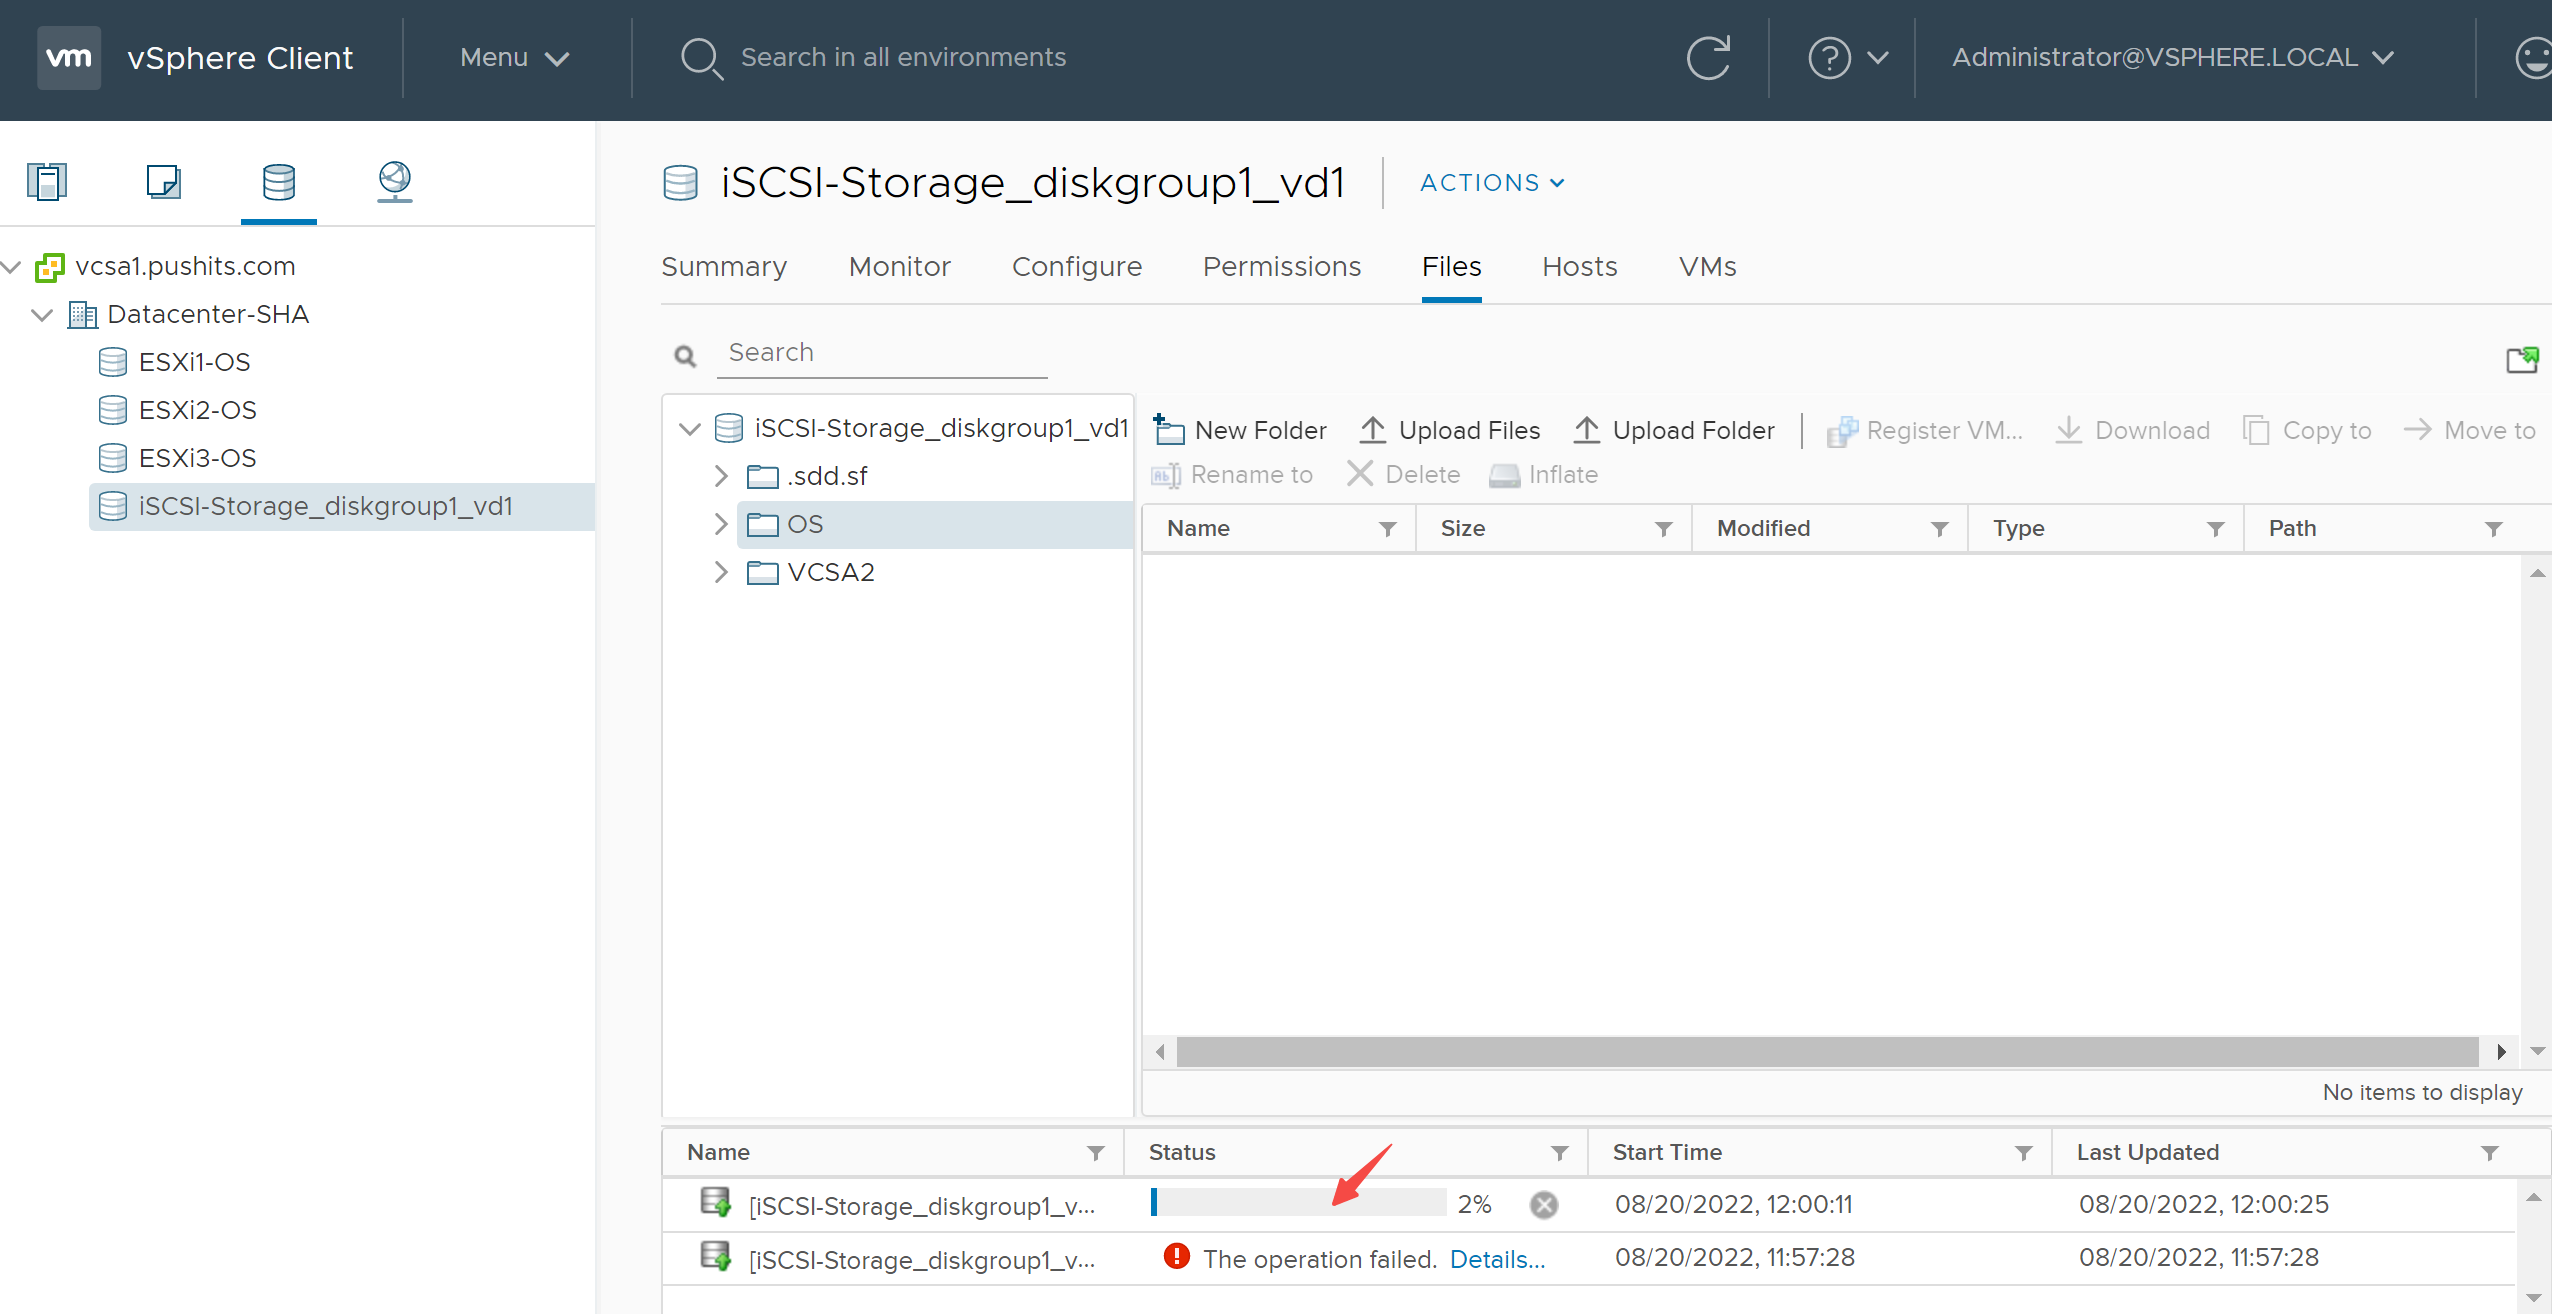 vm vSphere Client Menu Search in all environments ? Administrator@VSPHERE.LOCAL
vcsa1.pushits.com
Datacenter-SHA
ESXi1-OS
ESXi2-OS
ESXi3-OS
iSCSI-Storage_diskgroup1_vd1
iSCSI-Storage_diskgroup1_vd1 ACTIONS
Summary Monitor Configure Permissions Files Hosts VMs
Search
iSCSI-Storage_diskgroup1_vd1
.sdd.sf
OS
VCSA2
New Folder Upload Files Upload Folder Register VM... Download Copy to Move to
Rename to Delete Inflate
Name Size Modified Type Path
No items to display
Name Status Start Time Last Updated
[iSCSI-Storage_diskgroup1_v... 2% 08/20/2022, 12:00:11 08/20/2022, 12:00:25
[iSCSI-Storage_diskgroup1_v... The operation failed. Details... 08/20/2022, 11:57:28 08/20/2022, 11:57:28